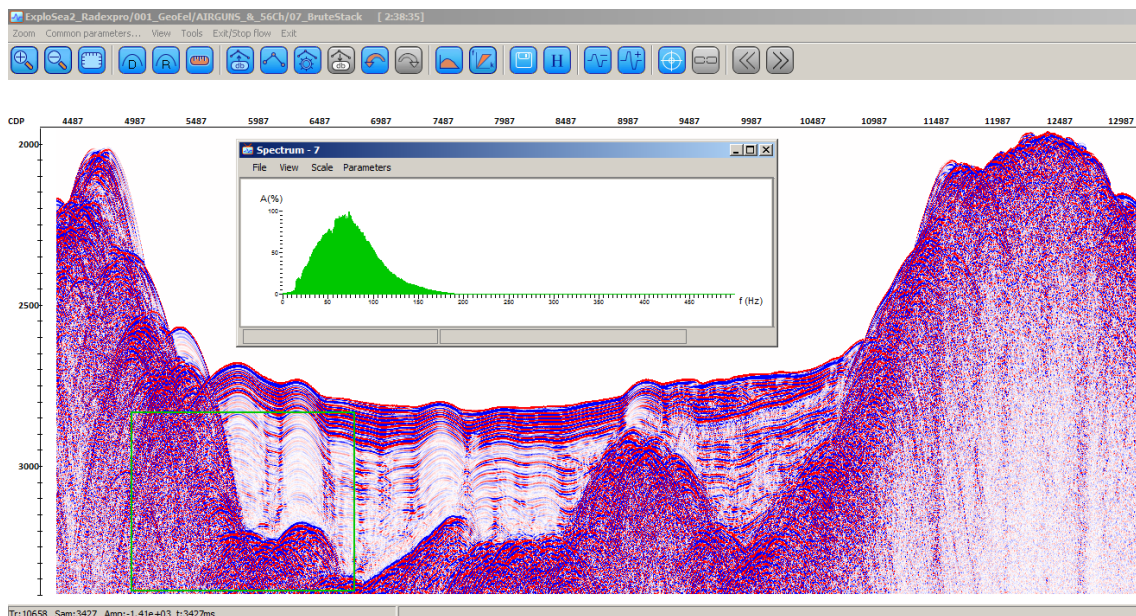 ExploSea2_Radexpro/001_GeoEel/AIRGUNS_&_56Ch/07_BruteStack [ 2:38:35]
Zoom Common parameters... View Tools Exit/Stop flow Exit
D R db db H
CDP 4487 4987 5487 5987 6487 6987 7487 7987 8487 8987 9487 9987 10487 10987 11487 11987 12487 12987
2000
Spectrum - 7
File View Scale Parameters
A(%)
100
50
0
0 50 100 150 200 250 300 350 400 450 f (Hz)
2500
3000
Tr:10658 Sam:3427 Amp:-1.41e+03 t:3427ms